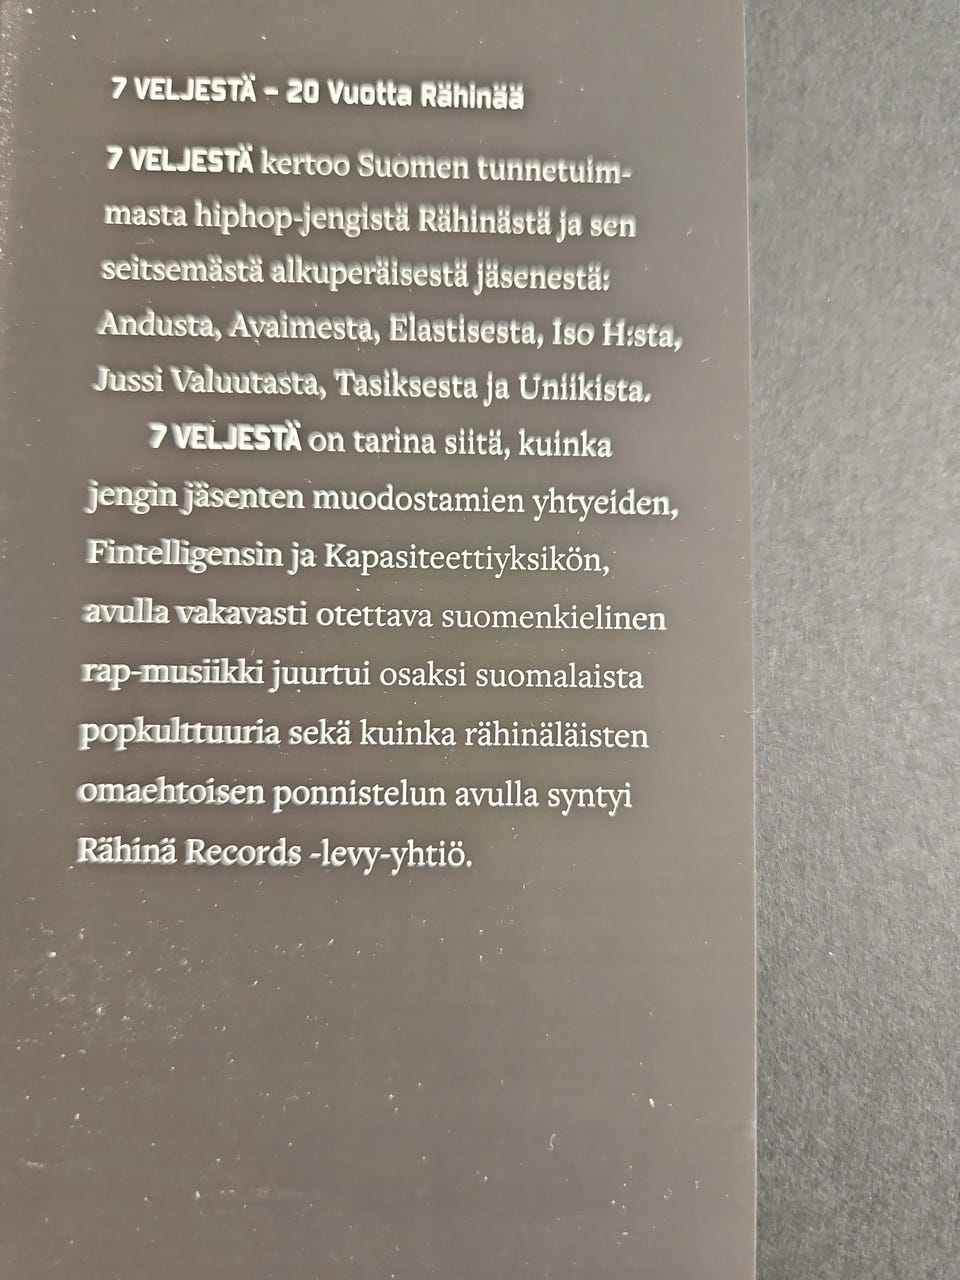 7 VELJESTÄ – 20 Vuotta Rähinää
7 VELJESTÄ kertoo Suomen tunnetuim-
masta hiphop-jengistä Rähinästä ja sen
seitsemästä alkuperäisestä jäsenestä:
Andusta, Avaimesta, Elastisesta, Iso H:sta,
Jussi Valuutasta, Tasiksesta ja Uniikista.
7 VELJESTÄ on tarina siitä, kuinka
jengin jäsenten muodostamien yhtyeiden,
Fintelligensin ja Kapasiteettiyksikön,
avulla vakavasti otettava suomenkielinen
rap-musiikki juurtui osaksi suomalaista
popkulttuuria sekä kuinka rähinäläisten
omaehtoisen ponnistelun avulla syntyi
Rähinä Records -levy-yhtiö.